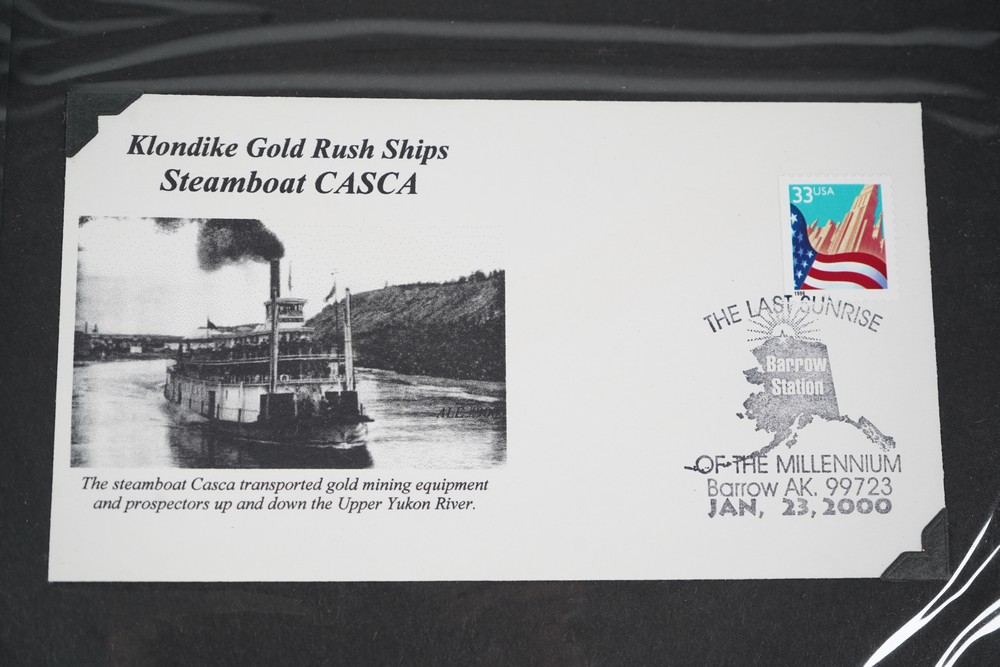 Klondike Gold Rush Ships
Steamboat CASCA
The steamboat Casca transported gold mining equipment
and prospectors up and down the Upper Yukon River.
33USA
1999
THE LAST SUNRISE
Barrow
Station
OF THE MILLENNIUM
Barrow AK. 99723
JAN, 23, 2000